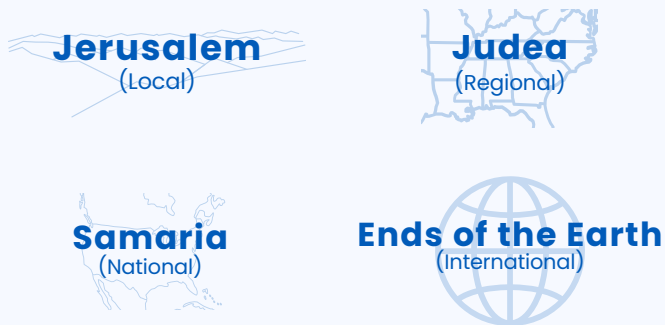 Jerusalem
(Local)
Judea
(Regional)
Samaria
(National)
Ends of the Earth
(International)